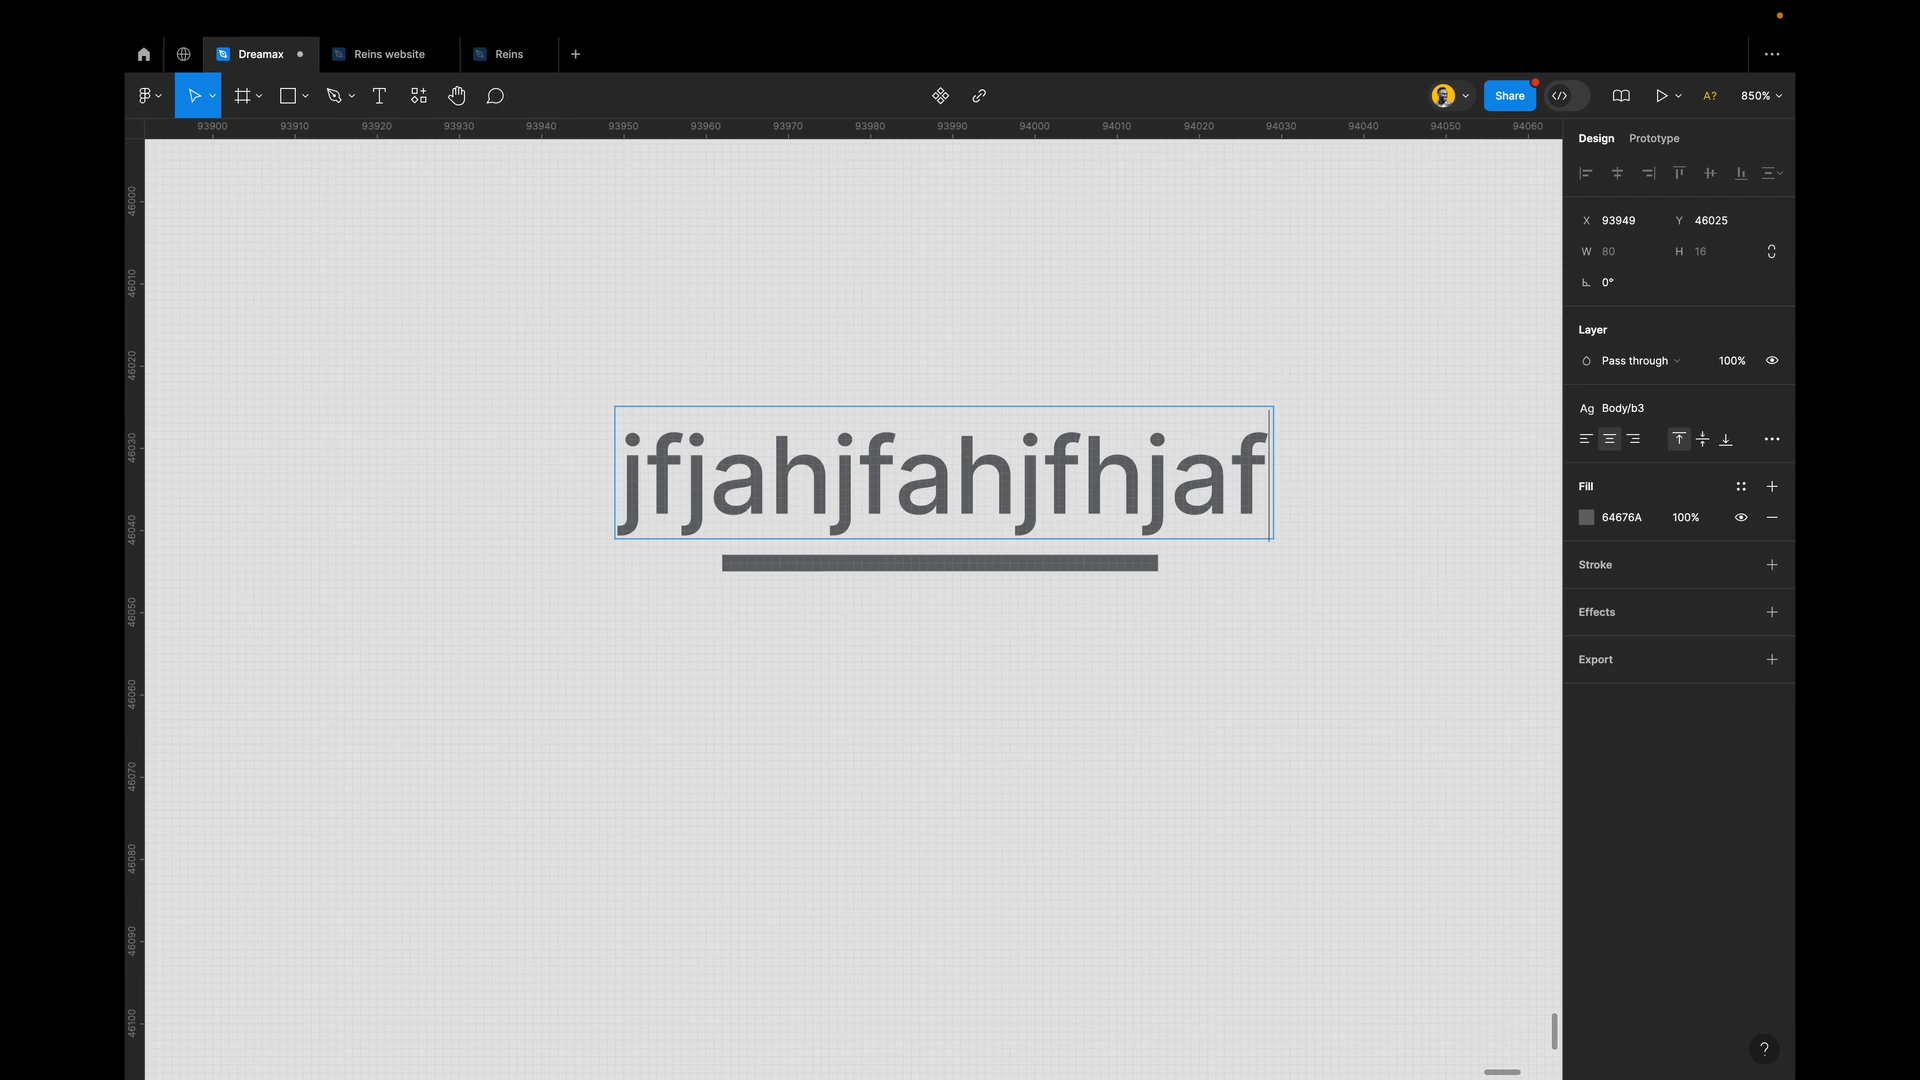 Dreamax
Reins website
Reins
Share
A?
850%
93900 93910 93920 93930 93940 93950 93960 93970 93980 93990 94000 94010 94020 94030 94040 94050 94060
46000
46010
46020
46030
46040
46050
46060
46070
46080
46090
46100
jfjahjfahjfhjaf
Design Prototype
X 93949 Y 46025
W 80 H 16
0°
Layer
Pass through 100%
Ag Body/b3
Fill
64676A 100%
Stroke
Effects
Export
?